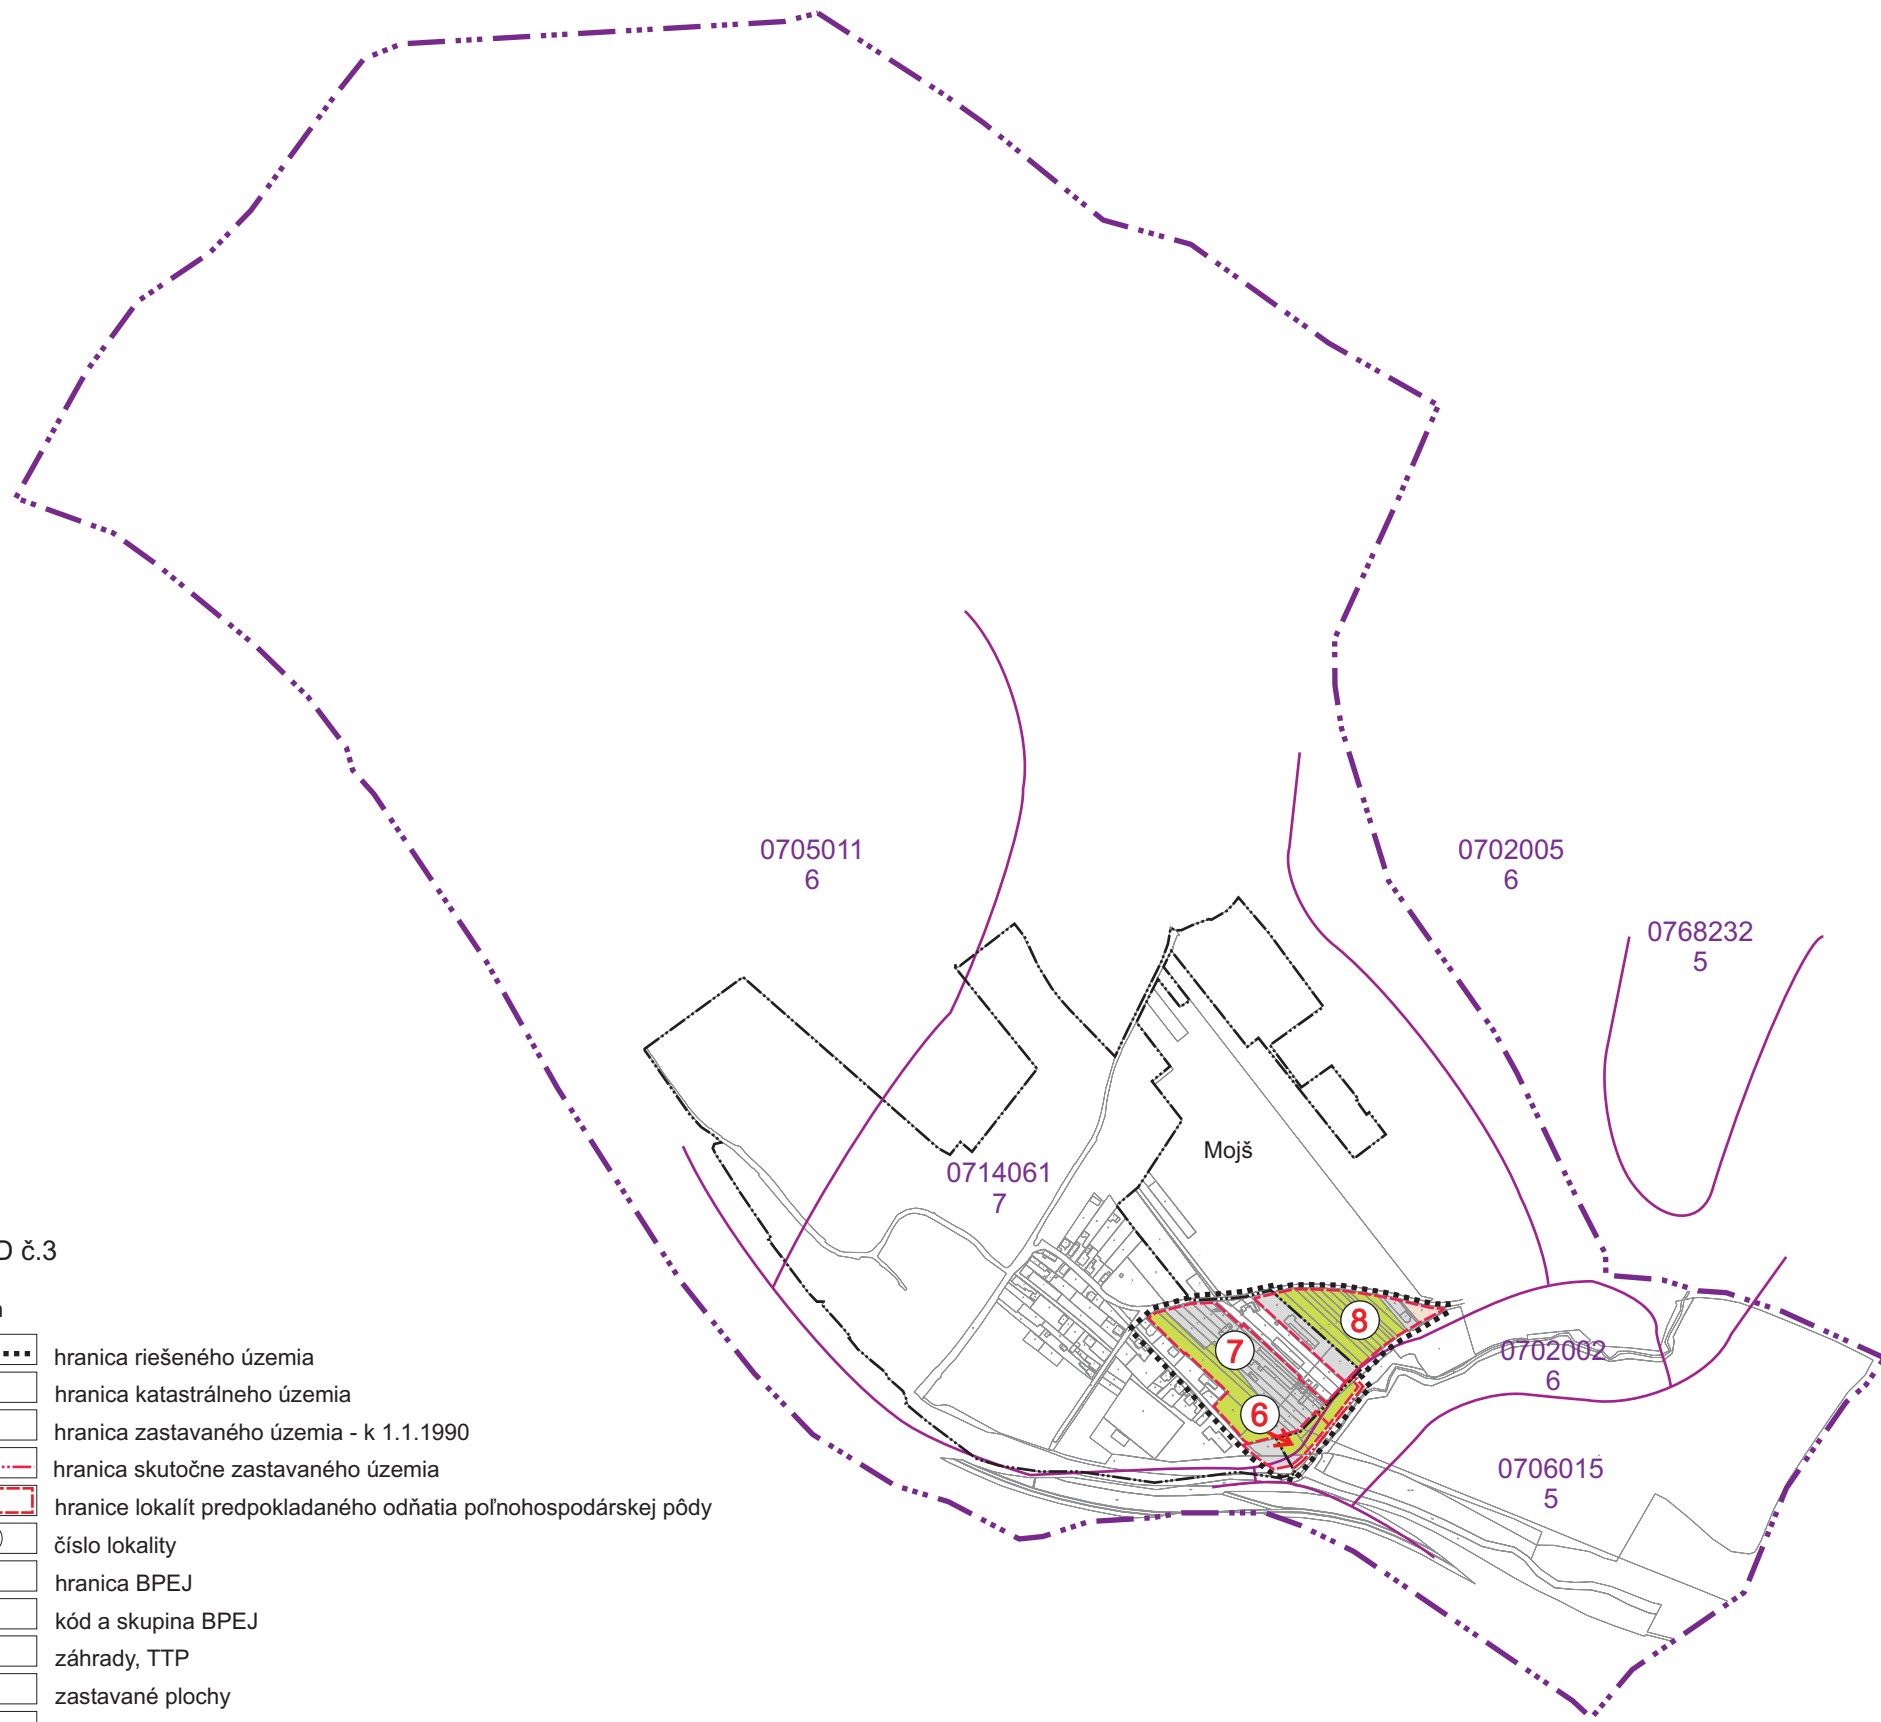 0705011
6
0702005
6
0768232
5
Mojš
0714061
7
D č.3
8
7
0702002
6
6
0706015
5
hranica riešeného územia
hranica katastrálneho územia
hranica zastavaného územia - k 1.1.1990
hranica skutočne zastavaného územia
hranice lokalít predpokladaného odňatia poľnohospodárskej pôdy
číslo lokality
hranica BPEJ
kód a skupina BPEJ
záhrady, TTP
zastavané plochy